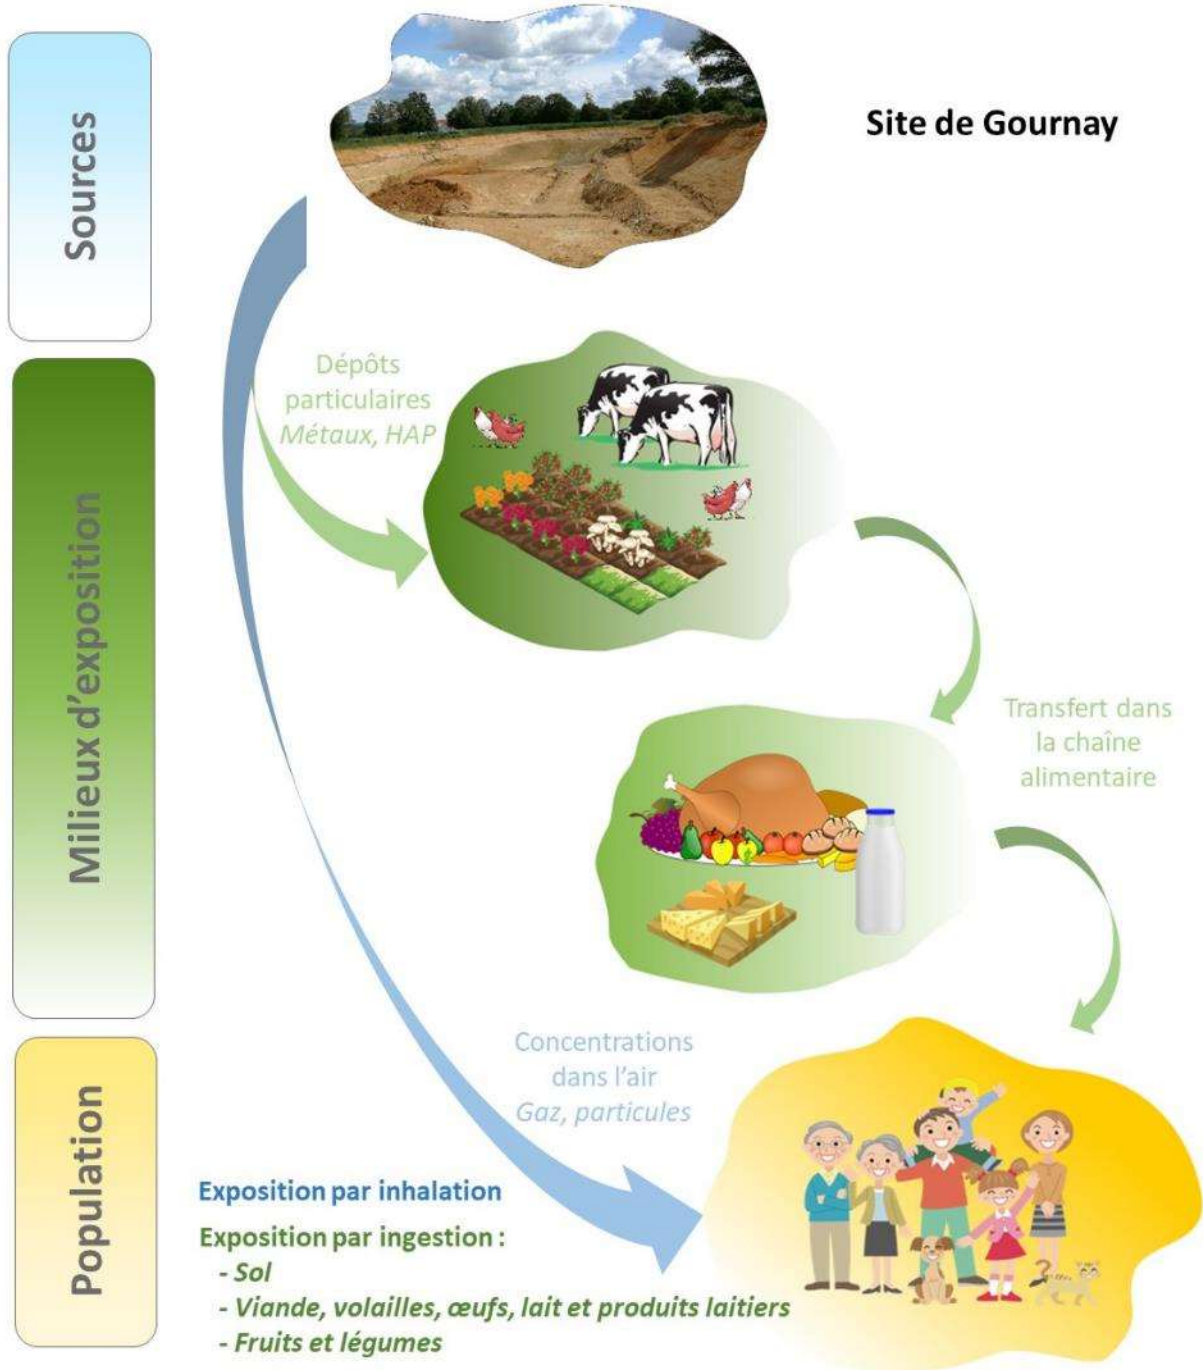 Sources
Site de Gournay
Milieux d'exposition
Dépôts
particulaires
Métaux, HAP
Transfert dans
la chaîne
alimentaire
Population
Concentrations
dans l'air
Gaz, particules
Exposition par inhalation
Exposition par ingestion :
- Sol
- Viande, volailles, œufs, lait et produits laitiers
- Fruits et légumes